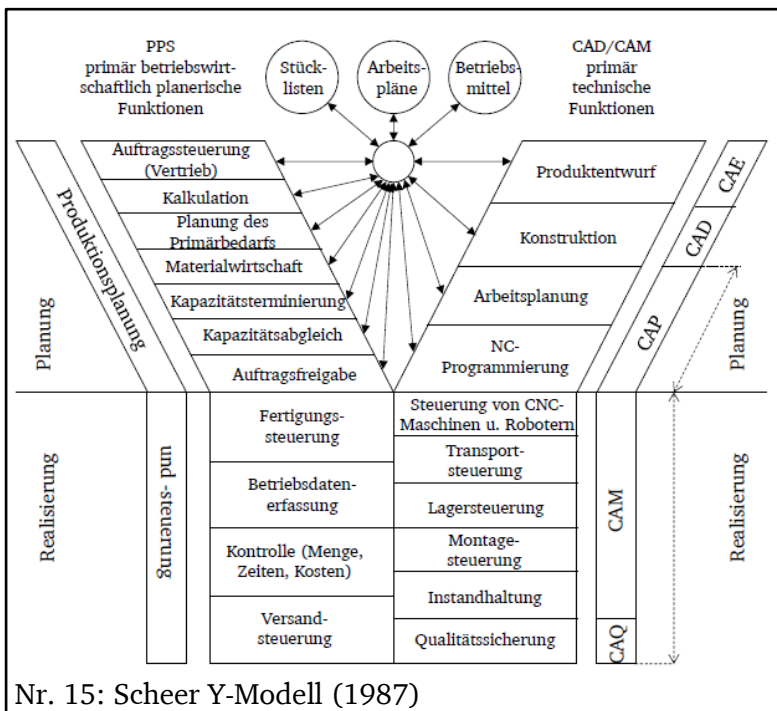 PPS
primär betriebswirt-
schaftlich planerische
Funktionen
Stück-
listen
Arbeits-
pläne
Betriebs-
mittel
CAD/CAM
primär
technische
Funktionen
Auftragssteuerung
(Vertrieb)
Kalkulation
Planung des
Primärbedarfs
Materialwirtschaft
Kapazitätsterminierung
Kapazitätsabgleich
Auftragsfreigabe
Produktentwurf
Konstruktion
Arbeitsplanung
NC-
Programmierung
CAE
CAD
CAP
Planung
Produktionsplanung
Planung
Fertigungs-
steuerung
Betriebsdaten-
erfassung
Kontrolle (Menge,
Zeiten, Kosten)
Versand-
steuerung
Steuerung von CNC-
Maschinen u. Robotern
Transport-
steuerung
Lagersteuerung
Montage-
steuerung
Instandhaltung
Qualitätssicherung
Realisierung
und -steuerung
CAM
CAQ
Realisierung
Nr. 15: Scheer Y-Modell (1987)